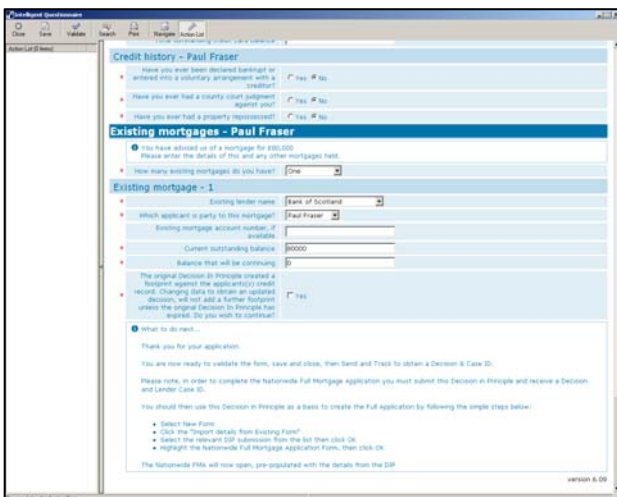 Intelligent Questionnaire
Close Save Validate Search Print Navigate Action List
Action List (0 items)
Total outstanding credit card balance
Credit history - Paul Fraser
* Have you ever been declared bankrupt or
entered into a voluntary arrangement with a
creditor?
Yes No
* Have you ever had a county court judgment
against you?
Yes No
* Have you ever had a property repossessed? Yes No
Existing mortgages - Paul Fraser
You have advised us of a mortgage for £80,000
Please enter the details of this and any other mortgages held.
* How many existing mortgages do you have? One
Existing mortgage - 1
* Existing lender name Bank of Scotland
* Which applicant is party to this mortgage? Paul Fraser
Existing mortgage account number, if
available
* Current outstanding balance 80000
* Balance that will be continuing 0
The original Decision In Principle created a
footprint against the applicants(s) credit
record. Changing data to obtain an updated
decision, will not add a further footprint
unless the original Decision In Principle has
expired. Do you wish to continue?
* Yes
What to do next...
Thank you for your application.
You are now ready to validate the form, save and close, then Send and Track to obtain a Decision & Case ID.
Please note, in order to complete the Nationwide Full Mortgage Application you must submit this Decision in Principle and receive a Decision
and Lender Case ID.
You should then use this Decision in Principle as a basis to create the Full Application by following the simple steps below:
• Select New Form
• Click the "Import details from Existing Form"
• Select the relevant DIP submission from the list then click OK
• Highlight the Nationwide Full Mortgage Application Form, then click OK
The Nationwide FMA will now open, pre-populated with the details from the DIP
version 6.09